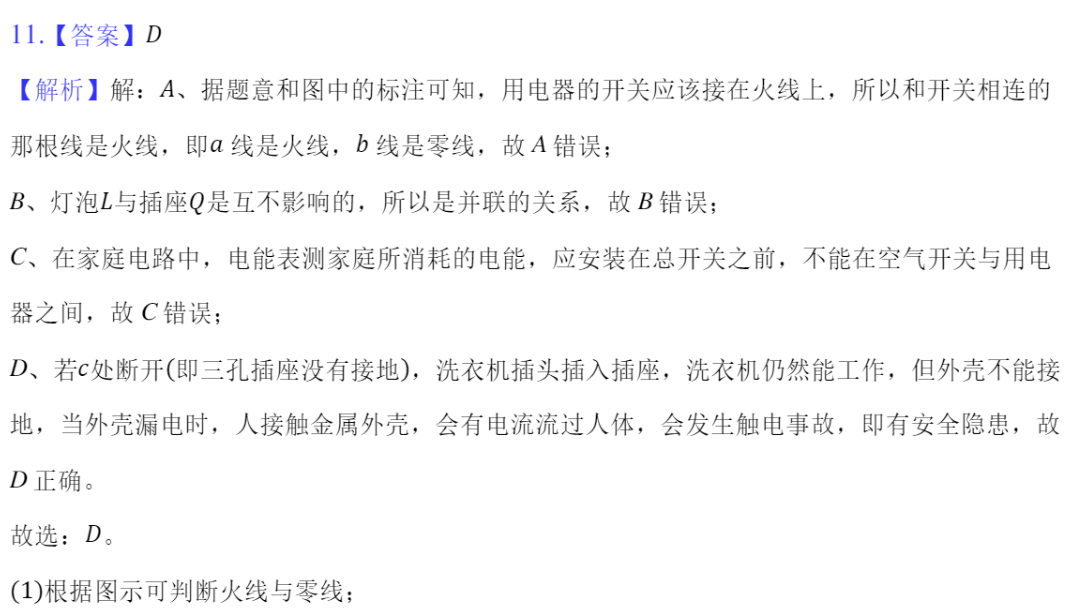 11.【答案】D
【解析】解：A、据题意和图中的标注可知，用电器的开关应该接在火线上，所以和开关相连的
那根线是火线，即a 线是火线，b 线是零线，故 A 错误；
B、灯泡L与插座Q是互不影响的，所以是并联的关系，故 B 错误；
C、在家庭电路中，电能表测家庭所消耗的电能，应安装在总开关之前，不能在空气开关与用电
器之间，故 C 错误；
D、若c处断开(即三孔插座没有接地)，洗衣机插头插入插座，洗衣机仍然能工作，但外壳不能接
地，当外壳漏电时，人接触金属外壳，会有电流流过人体，会发生触电事故，即有安全隐患，故
D 正确。
故选：D。
(1)根据图示可判断火线与零线；